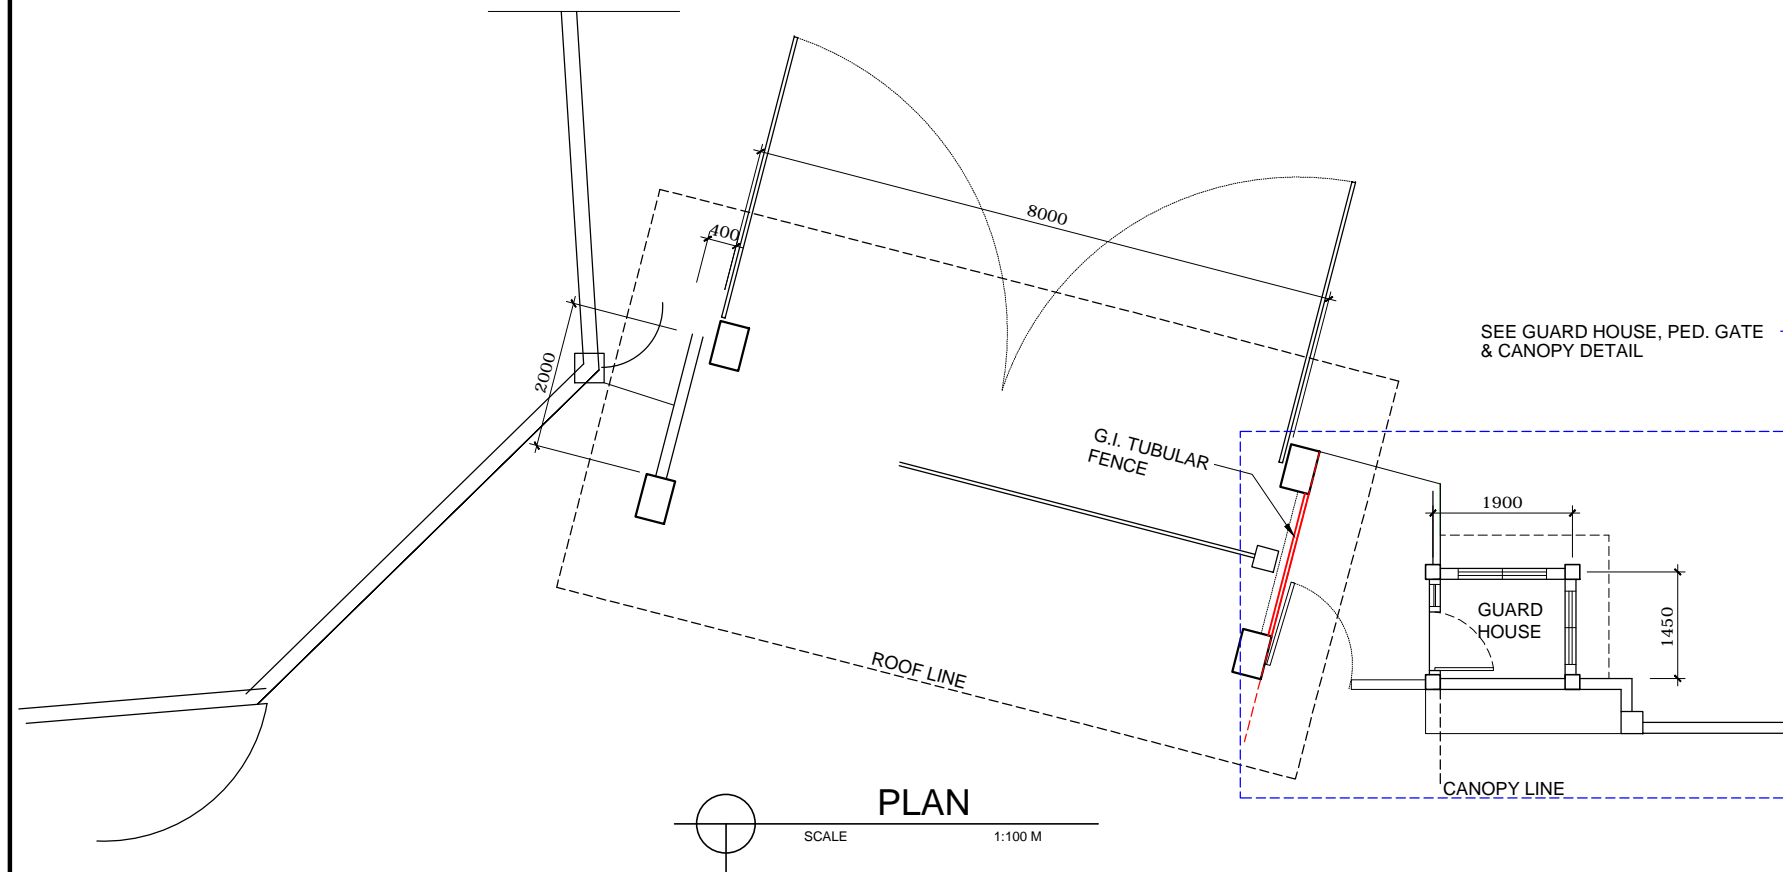 8000
400
2000
SEE GUARD HOUSE, PED. GATE
& CANOPY DETAIL
G.I. TUBULAR
FENCE
1900
GUARD
HOUSE
1450
ROOF LINE
CANOPY LINE
PLAN
SCALE 1:100 M